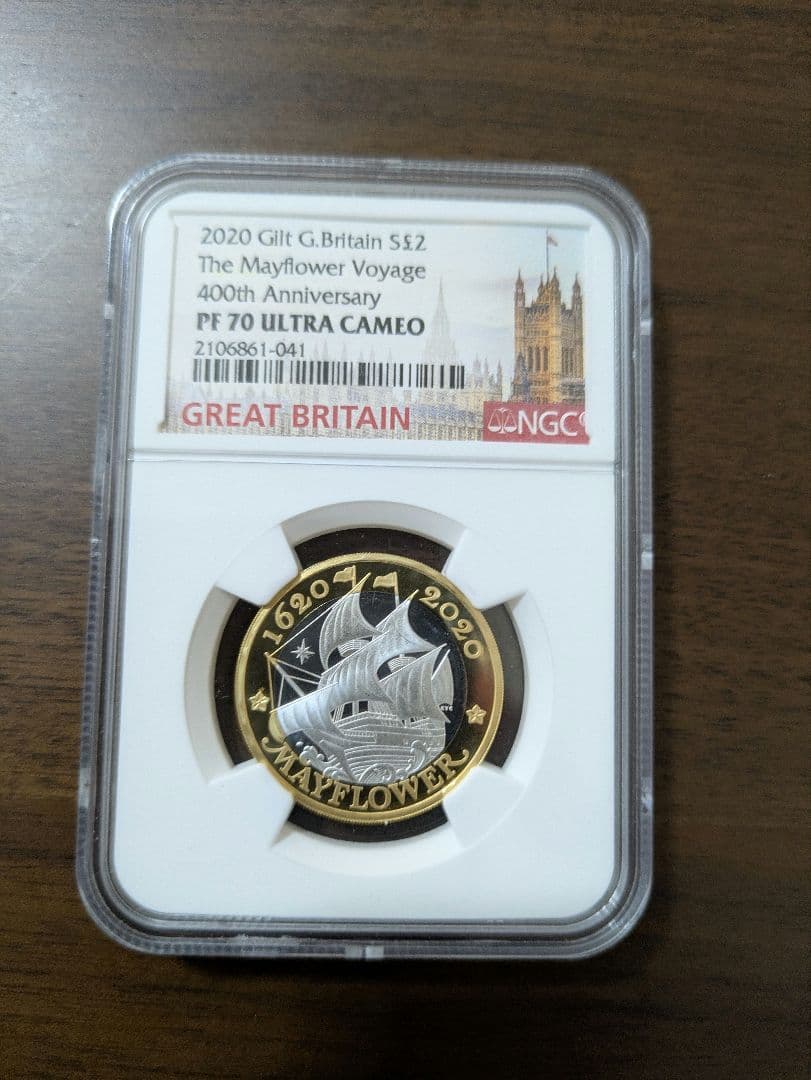 2020 Gilt G.Britain S£2
The Mayflower Voyage
400th Anniversary
PF 70 ULTRA CAMEO
2106861-041
GREAT BRITAIN
NGC
1620 2020
MAYFLOWER